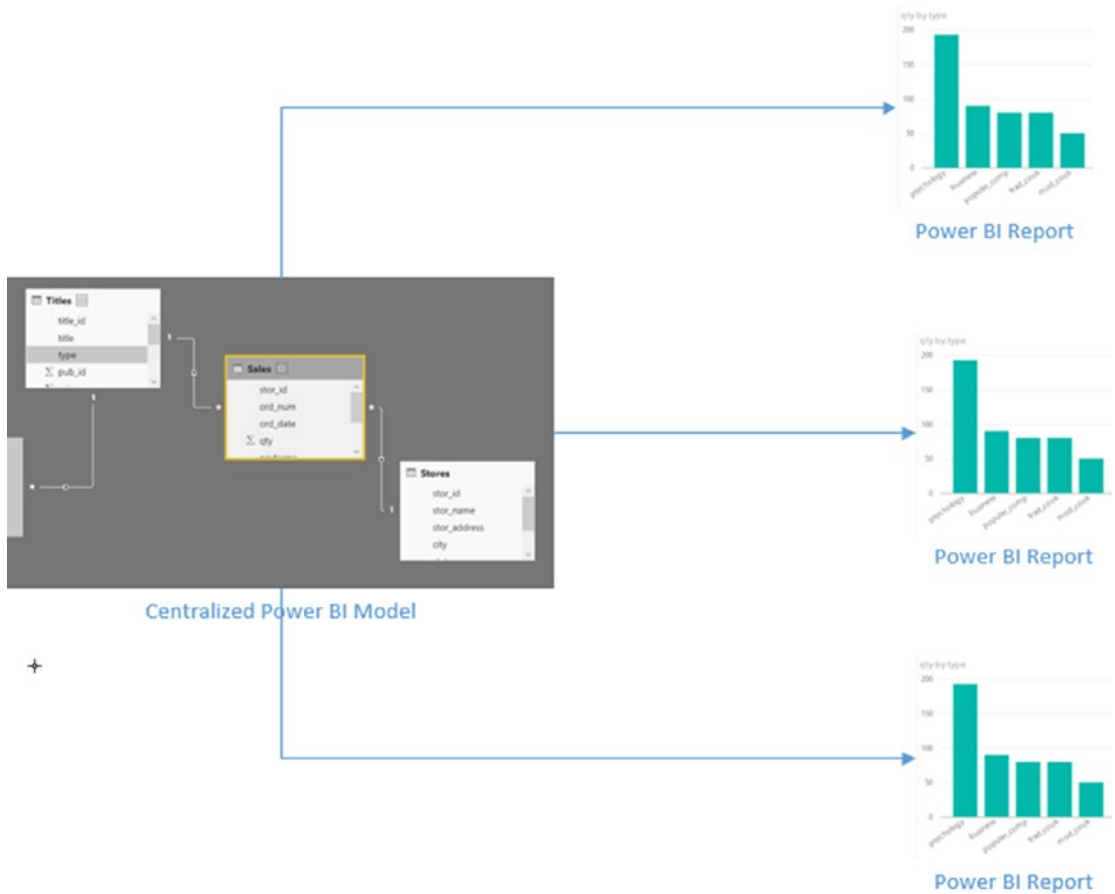 qty by type
200
150
100
50
0
psychology
business
popular_comp
trad_cook
mod_cook
Power BI Report
Titles
title_id
title
type
Σ pub_id
1
1
*
Sales
stor_id
ord_num
ord_date
Σ qty
*
*
1
Stores
stor_id
stor_name
stor_address
city
Centralized Power BI Model
qty by type
200
150
100
50
0
psychology
business
popular_comp
trad_cook
mod_cook
Power BI Report
qty by type
200
150
100
50
0
psychology
business
popular_comp
trad_cook
mod_cook
Power BI Report